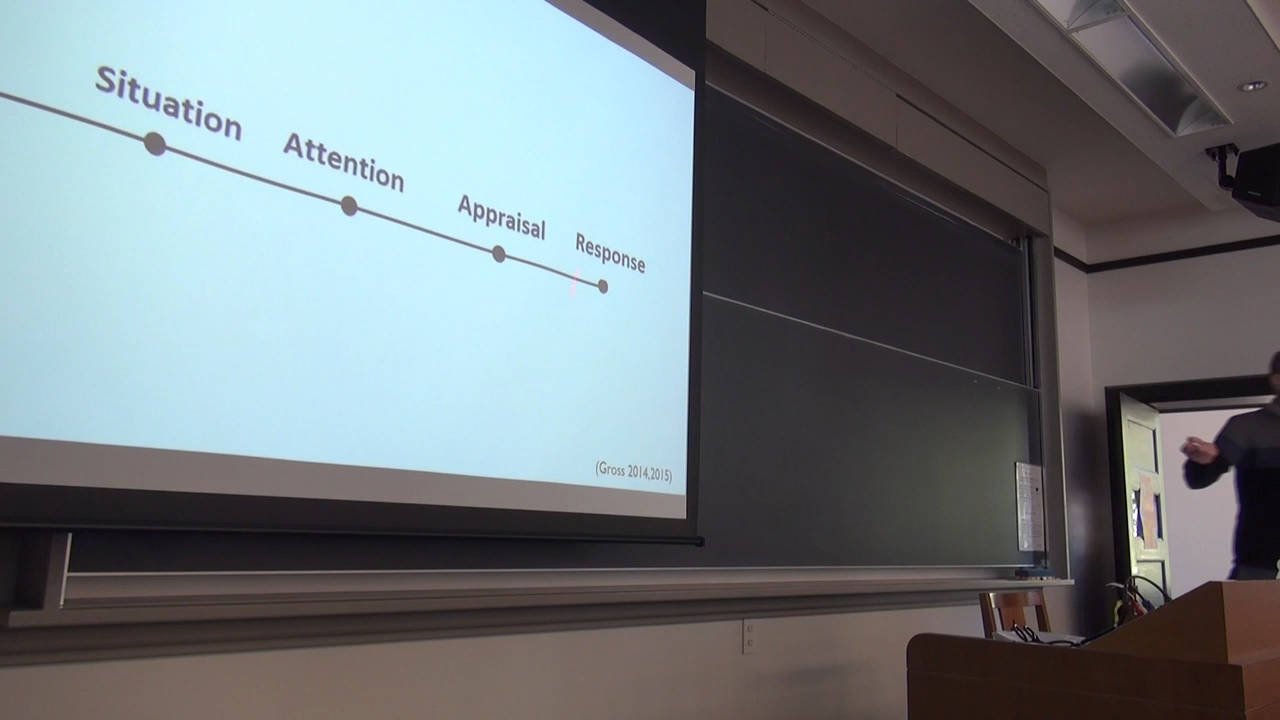 Situation
Attention
Appraisal
Response
(Gross 2014,2015)